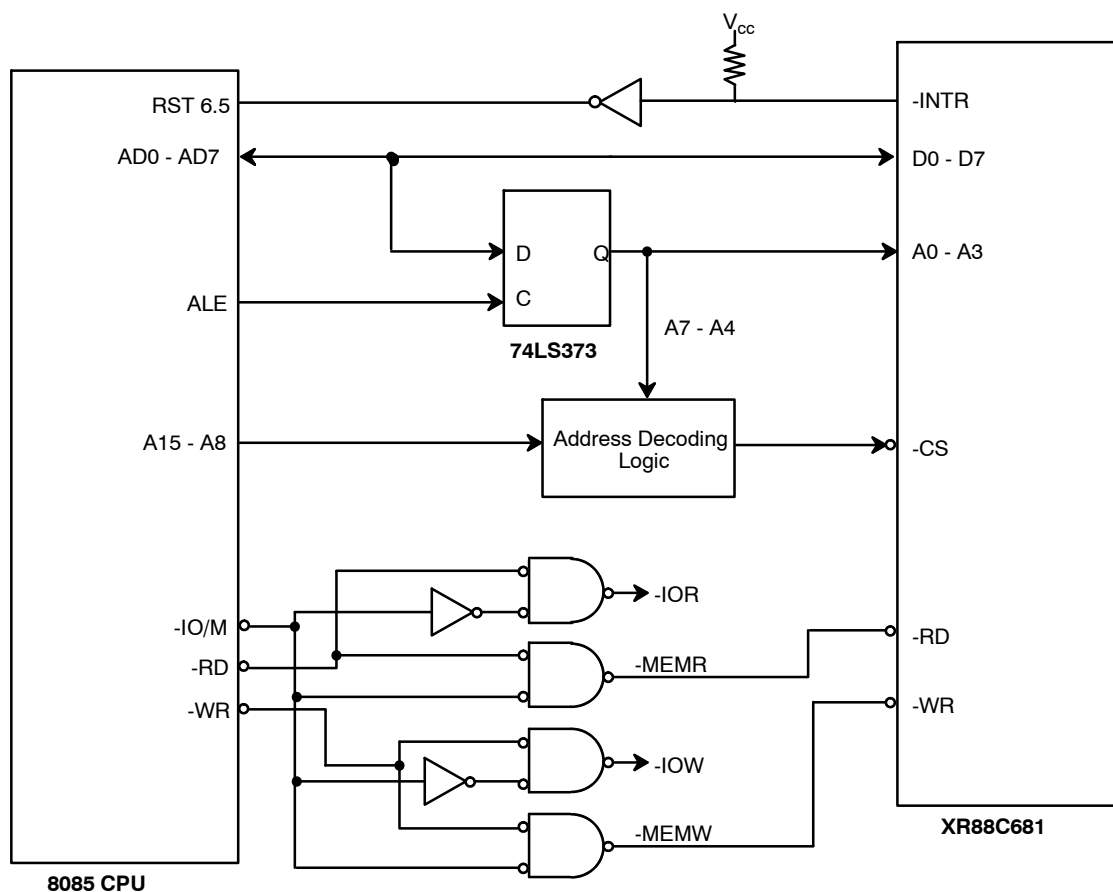 Vcc
RST 6.5
-INTR
AD0 - AD7
D0 - D7
D
Q
A0 - A3
ALE
C
A7 - A4
74LS373
A15 - A8
Address Decoding
Logic
-CS
-IOR
-IO/M
-RD
-MEMR
-RD
-WR
-WR
-IOW
-MEMW
XR88C681
8085 CPU